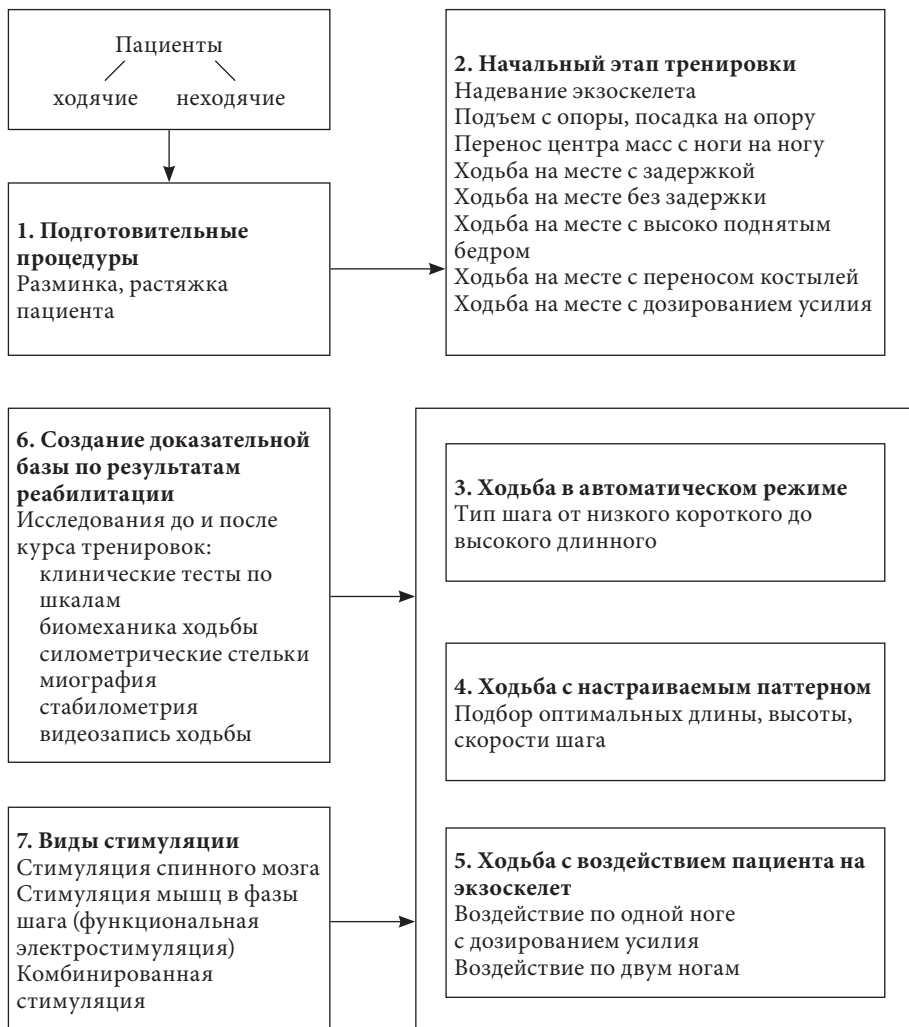 Пациенты
ходячие неходячие
1. Подготовительные
процедуры
Разминка, растяжка
пациента
2. Начальный этап тренировки
Надевание экзоскелета
Подъем с опоры, посадка на опору
Перенос центра масс с ноги на ногу
Ходьба на месте с задержкой
Ходьба на месте без задержки
Ходьба на месте с высоко поднятым
бедром
Ходьба на месте с переносом костылей
Ходьба на месте с дозированием усилия
6. Создание доказательной
базы по результатам
реабилитации
Исследования до и после
курса тренировок:
клинические тесты по
шкалам
биомеханика ходьбы
силометрические стельки
миография
стабилометрия
видеозапись ходьбы
7. Виды стимуляции
Стимуляция спинного мозга
Стимуляция мышц в фазы
шага (функциональная
электростимуляция)
Комбинированная
стимуляция
3. Ходьба в автоматическом режиме
Тип шага от низкого короткого до
высокого длинного
4. Ходьба с настраиваемым паттерном
Подбор оптимальных длины, высоты,
скорости шага
5. Ходьба с воздействием пациента на
экзоскелет
Воздействие по одной ноге
с дозированием усилия
Воздействие по двум ногам